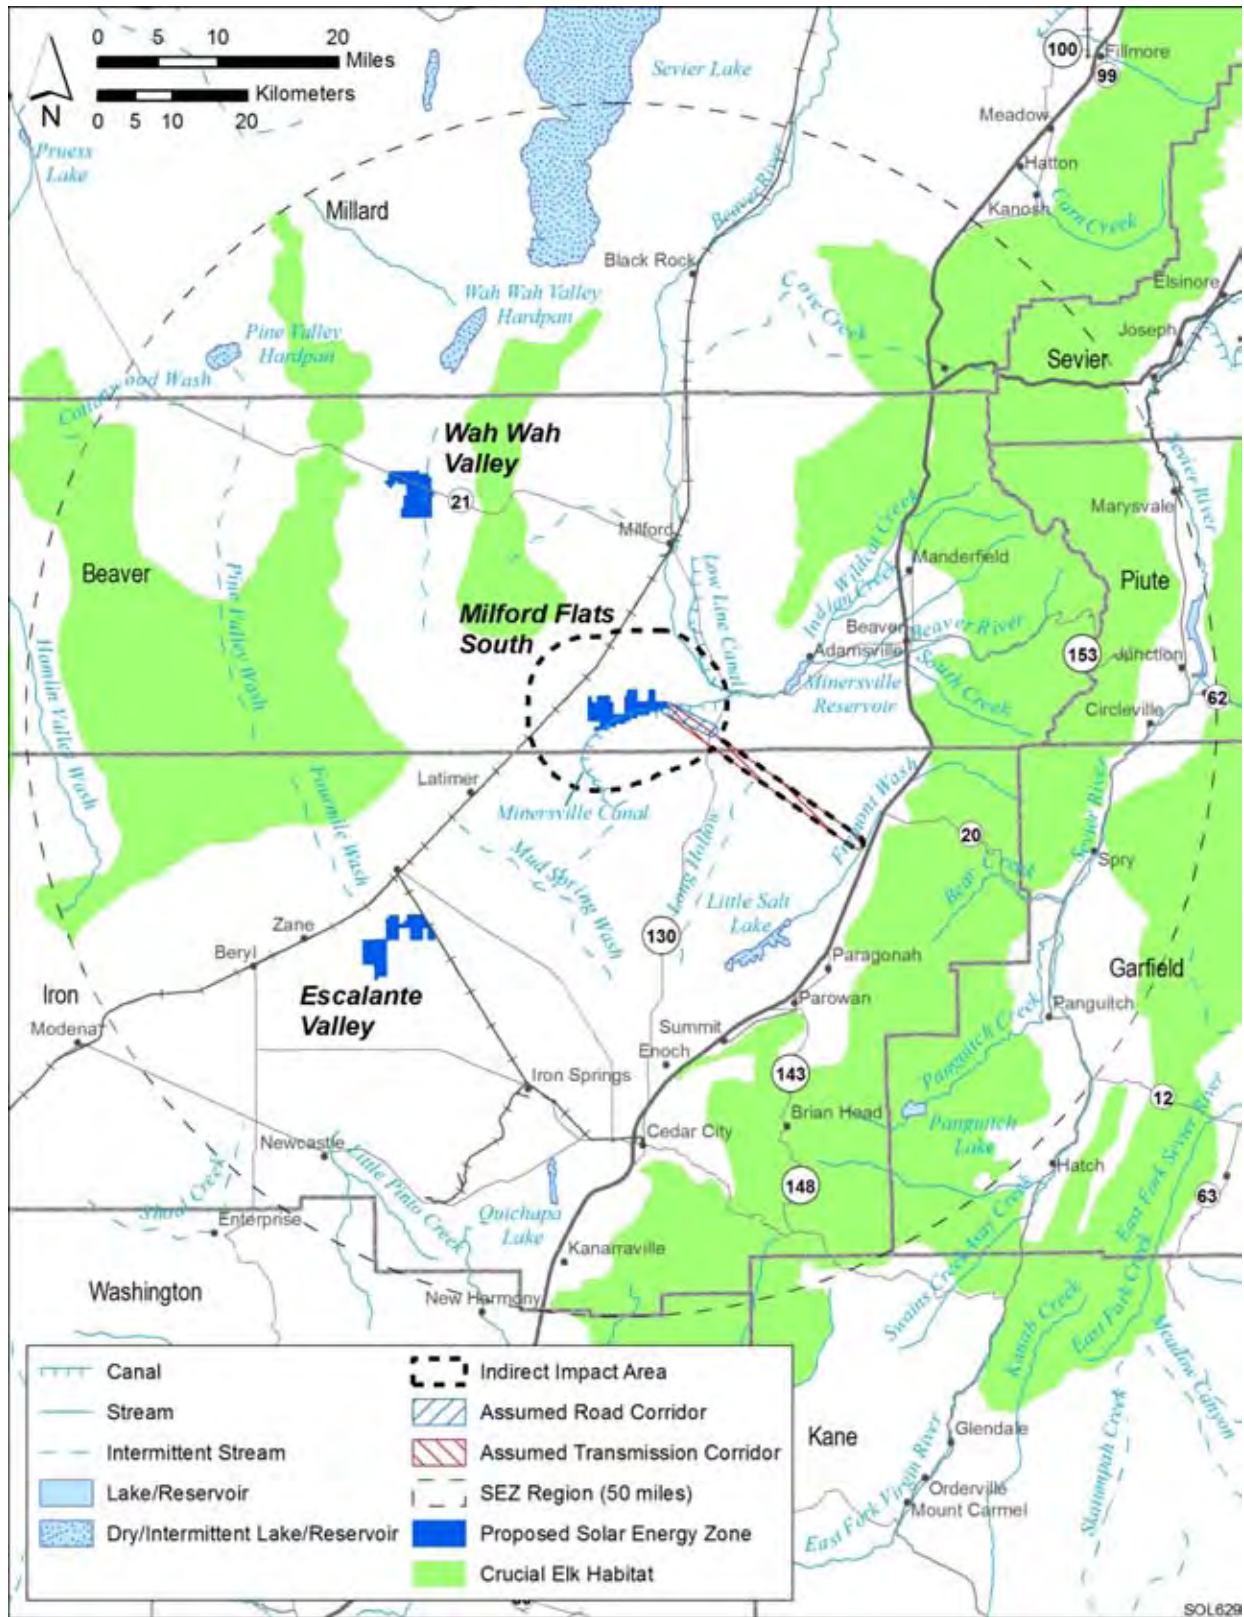 0 5 10 20
Miles
Kilometers
0 5 10 20
N
Sevier Lake
100
Fillmore
99
Meadow
Hatton
Kanosh
Corn Creek
Pruess
Lake
Millard
Beaver River
Black Rock
Cove Creek
Elsinore
Joseph
Sevier
Wah Wah Valley
Hardpan
Pine Valley
Hardpan
Cottonwood Wash
Wah Wah
Valley
21
Milford
Sevier River
Marysvale
Wildcat Creek
Indian Creek
Manderfield
Beaver
Pine Valley Wash
Hamlin Valley Wash
Milford Flats
South
Low Line Canal
Beaver
Beaver River
Adamsville
South Creek
Minersville
Reservoir
Piute
153
Junction
62
Circleville
Latimer
Minersville Canal
Fourmile Wash
Mud Spring Wash
Long Hollow
Fremont Wash
20
Bear Creek
Sevier River
Spry
Little Salt
Lake
130
Zane
Beryl
Paragonah
Parowan
Garfield
Panguitch
Iron
Modena
Escalante
Valley
Summit
Enoch
Panguitch Creek
143
Iron Springs
Brian Head
Panguitch
Lake
12
Cedar City
Newcastle
Little Pinto Creek
Hatch
148
63
Shoal Creek
Enterprise
Quichapa
Lake
Asay Creek
Swains Creek
East Fork Sevier River
Kanarraville
Washington
New Harmony
Kanab Creek
East Fork Creek
Meadow Canyon
Skutumpah Creek
Kane
Glendale
Orderville
Mount Carmel
East Fork Virgin River
Canal
Stream
Intermittent Stream
Lake/Reservoir
Dry/Intermittent Lake/Reservoir
Indirect Impact Area
Assumed Road Corridor
Assumed Transmission Corridor
SEZ Region (50 miles)
Proposed Solar Energy Zone
Crucial Elk Habitat
SOL629